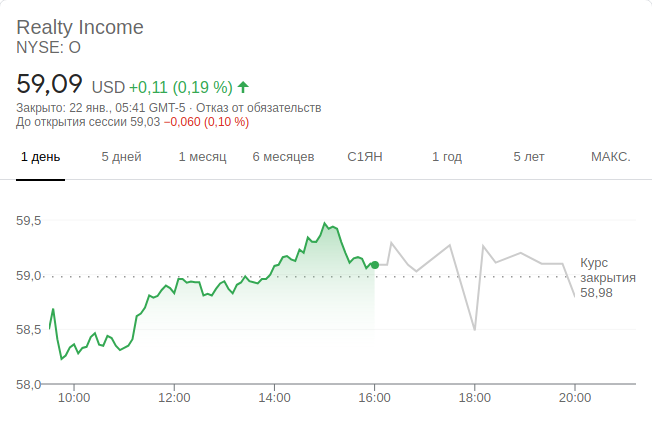 Realty Income
NYSE: O
59,09 USD +0,11 (0,19 %)
Закрыто: 22 янв., 05:41 GMT-5 · Отказ от обязательств
До открытия сессии 59,03 −0,060 (0,10 %)
1 день 5 дней 1 месяц 6 месяцев С1ЯН 1 год 5 лет МАКС.
59,5
59,0
58,5
58,0
Курс
закрытия
58,98
10:00 12:00 14:00 16:00 18:00 20:00